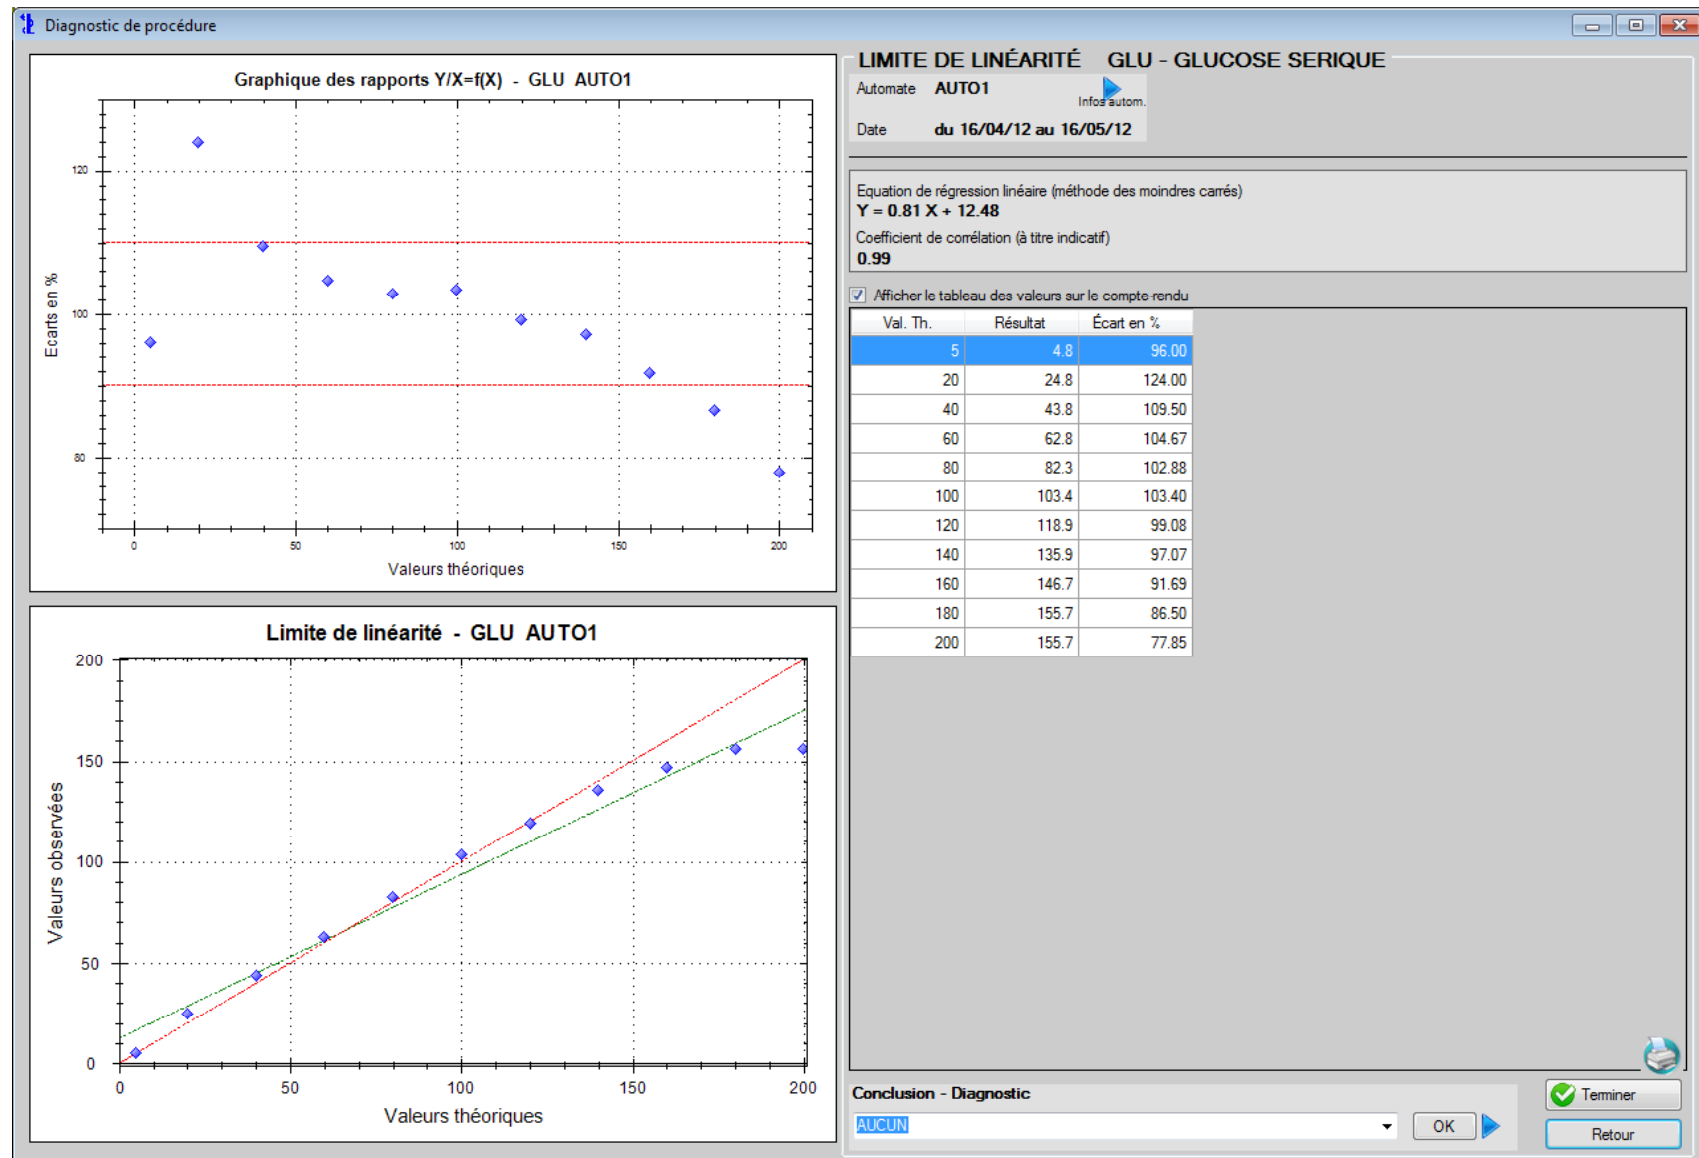 Diagnostic de procédure
Graphique des rapports Y/X=f(X) - GLU AUTO1
120
100
80
Ecarts en %
0 50 100 150 200
Valeurs théoriques
Limite de linéarité - GLU AUTO1
200
150
100
50
0
Valeurs observées
0 50 100 150 200
Valeurs théoriques
LIMITE DE LINÉARITÉ GLU - GLUCOSE SERIQUE
Automate AUTO1
Infos autom.
Date du 16/04/12 au 16/05/12
Equation de régression linéaire (méthode des moindres carrés)
Y = 0.81 X + 12.48
Coefficient de corrélation (à titre indicatif)
0.99
Afficher le tableau des valeurs sur le compte-rendu
Val. Th. Résultat Écart en %
5 4.8 96.00
20 24.8 124.00
40 43.8 109.50
60 62.8 104.67
80 82.3 102.88
100 103.4 103.40
120 118.9 99.08
140 135.9 97.07
160 146.7 91.69
180 155.7 86.50
200 155.7 77.85
Conclusion - Diagnostic
AUCUN
OK
Terminer
Retour